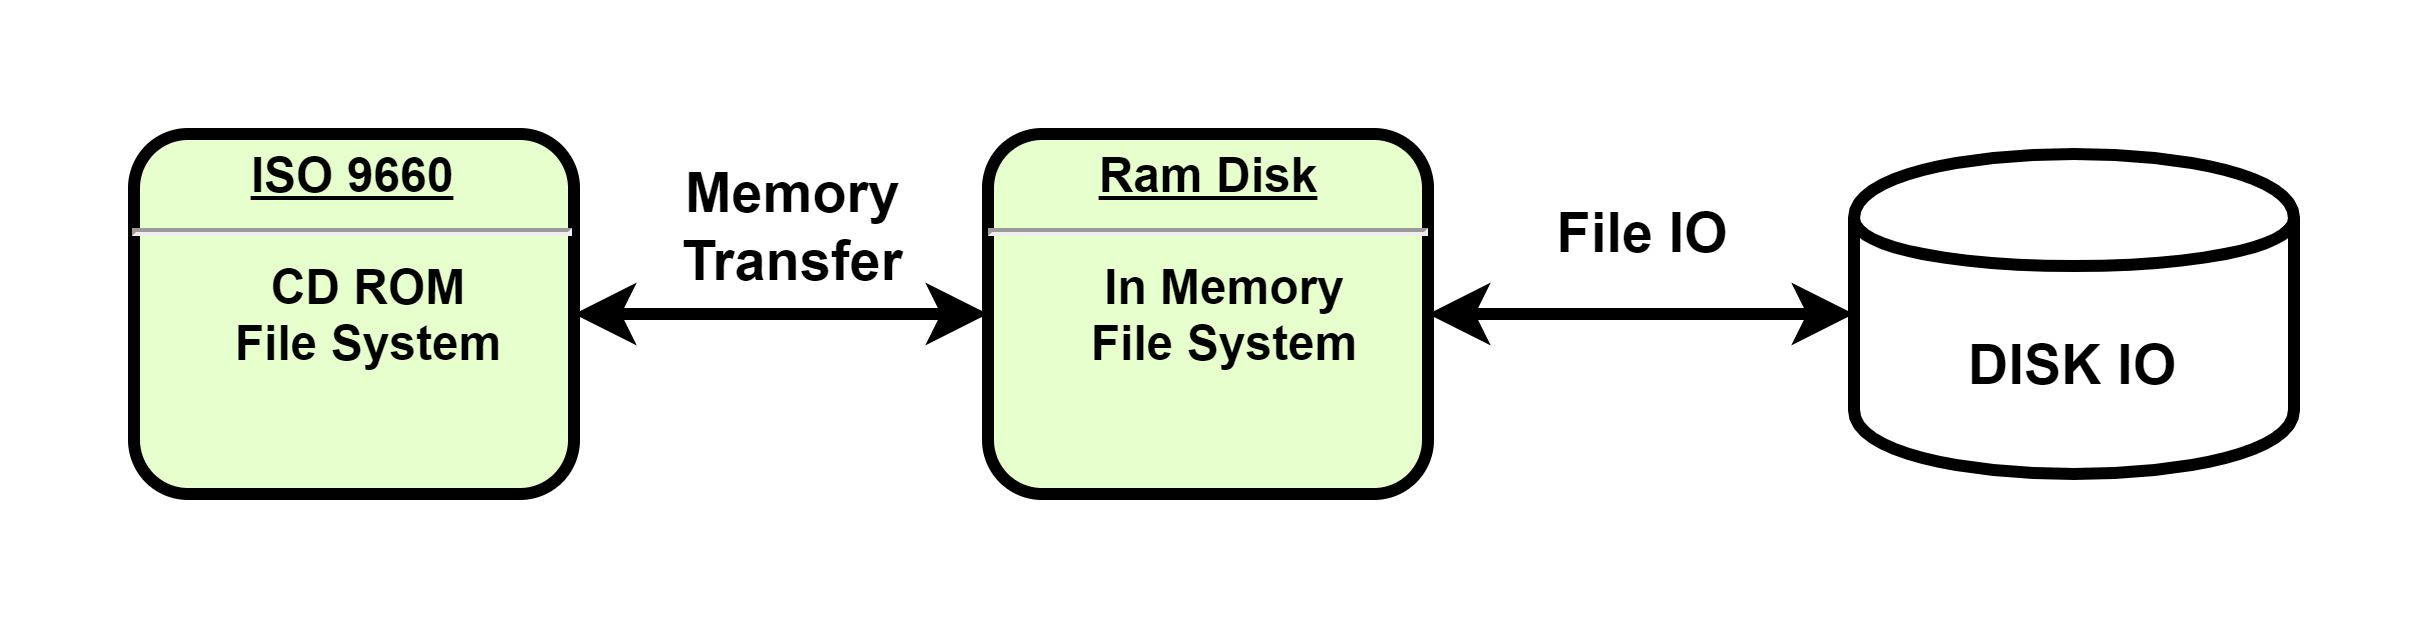 ISO 9660
CD ROM
File System
Memory
Transfer
Ram Disk
In Memory
File System
File IO
DISK IO